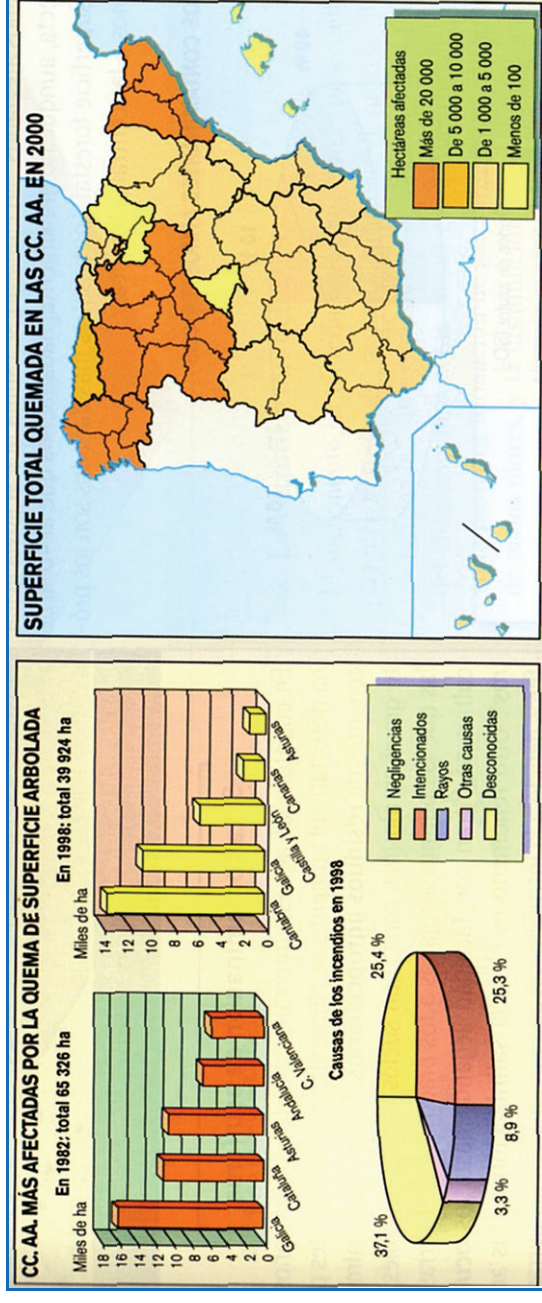 CC. AA. MÁS AFECTADAS POR LA QUEMA DE SUPERFICIE ARBOLADA
En 1982: total 65 326 ha
Miles de ha
18
16
14
12
10
8
6
4
2
0
Galicia
Cataluña
Asturias
Andalucía
C. Valenciana
En 1998: total 39 924 ha
Miles de ha
14
12
10
8
6
4
2
0
Cantabria
Galicia
Castilla y León
Canarias
Asturias
Causas de los incendios en 1998
37,1 %
25,4 %
3,3 %
8,9 %
25,3 %
Negligencias
Intencionados
Rayos
Otras causas
Desconocidas
SUPERFICIE TOTAL QUEMADA EN LAS CC. AA. EN 2000
Hectáreas afectadas
Más de 20 000
De 5 000 a 10 000
De 1 000 a 5 000
Menos de 100